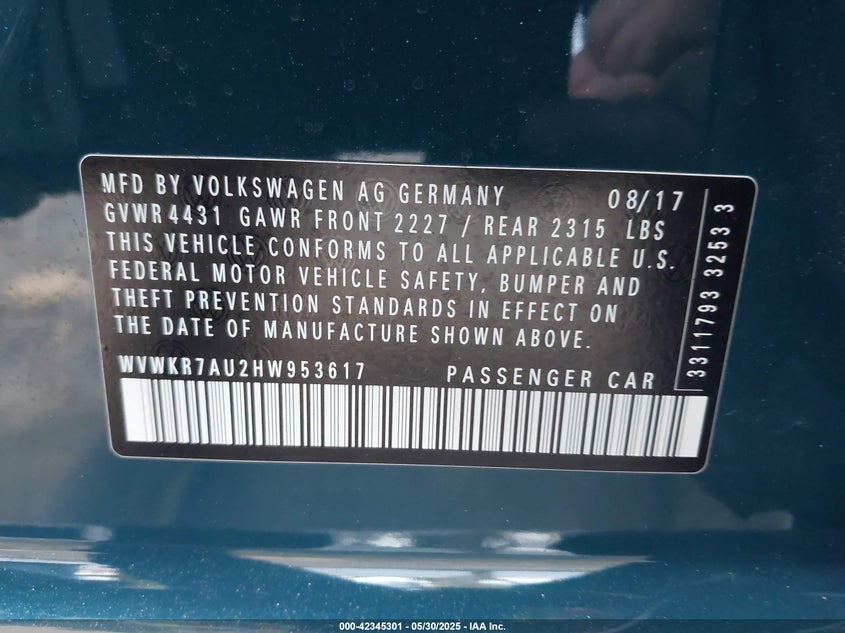 MFD BY VOLKSWAGEN AG GERMANY 08/17
GVWR 4431 GAWR FRONT 2227 / REAR 2315 LBS
THIS VEHICLE CONFORMS TO ALL APPLICABLE U.S.
FEDERAL MOTOR VEHICLE SAFETY, BUMPER AND
THEFT PREVENTION STANDARDS IN EFFECT ON
THE DATE OF MANUFACTURE SHOWN ABOVE.
WVWKR7AU2HW953617 PASSENGER CAR
3311793 3253 3
000-42345301 - 05/30/2025 - IAA Inc.